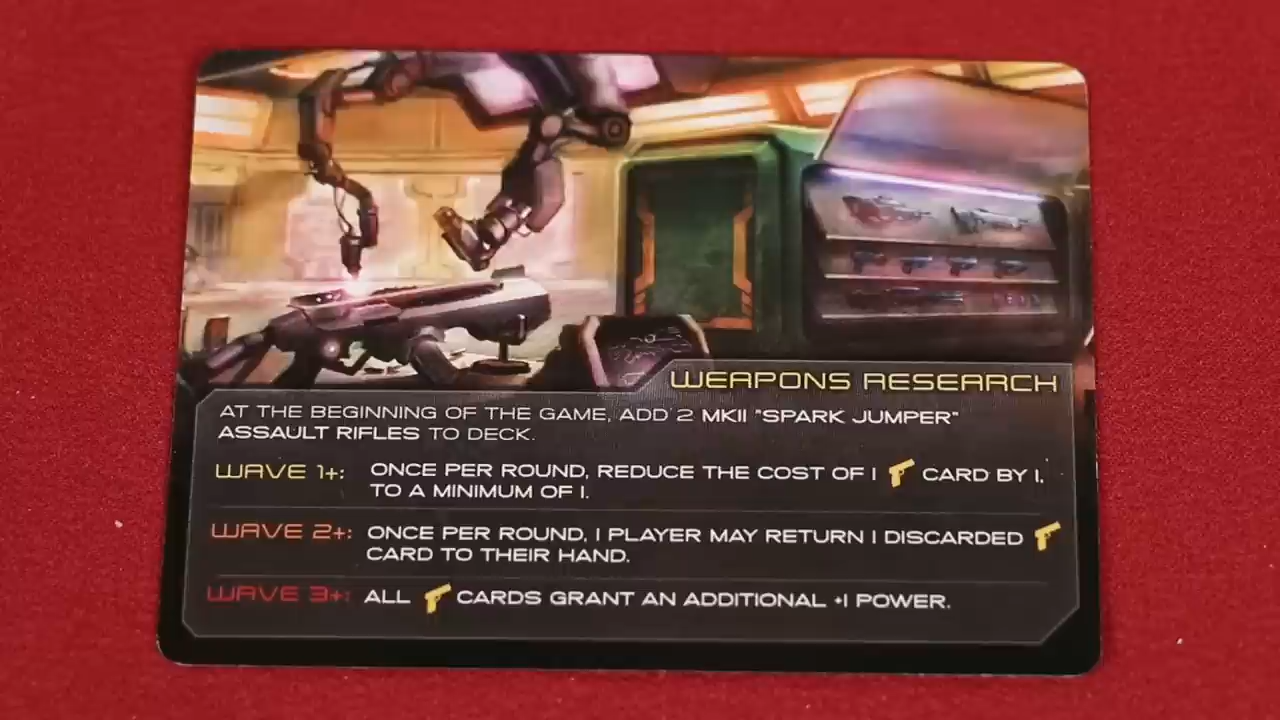 WEAPONS RESEARCH
AT THE BEGINNING OF THE GAME, ADD 2 MKII "SPARK JUMPER"
ASSAULT RIFLES TO DECK.
WAVE 1+: ONCE PER ROUND, REDUCE THE COST OF 1 CARD BY 1,
TO A MINIMUM OF 1.
WAVE 2+: ONCE PER ROUND, 1 PLAYER MAY RETURN 1 DISCARDED
CARD TO THEIR HAND.
WAVE 3+: ALL CARDS GRANT AN ADDITIONAL +1 POWER.